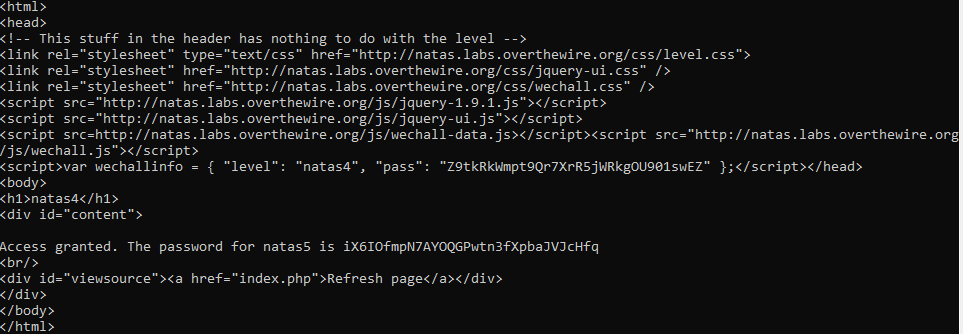 <html>
<head>
<!-- This stuff in the header has nothing to do with the level -->
<link rel="stylesheet" type="text/css" href="http://natas.labs.overthewire.org/css/level.css">
<link rel="stylesheet" href="http://natas.labs.overthewire.org/css/jquery-ui.css" />
<link rel="stylesheet" href="http://natas.labs.overthewire.org/css/wechall.css" />
<script src="http://natas.labs.overthewire.org/js/jquery-1.9.1.js"></script>
<script src="http://natas.labs.overthewire.org/js/jquery-ui.js"></script>
<script src=http://natas.labs.overthewire.org/js/wechall-data.js></script><script src="http://natas.labs.overthewire.org
/js/wechall.js"></script>
<script>var wechallinfo = { "level": "natas4", "pass": "Z9tkRkWmpt9Qr7XrR5jWRkgOU901swEZ" };</script></head>
<body>
<h1>natas4</h1>
<div id="content">

Access granted. The password for natas5 is iX6IOfmpN7AYOQGPwtn3fXpbaJVJcHfq
<br/>
<div id="viewsource"><a href="index.php">Refresh page</a></div>
</div>
</body>
</html>